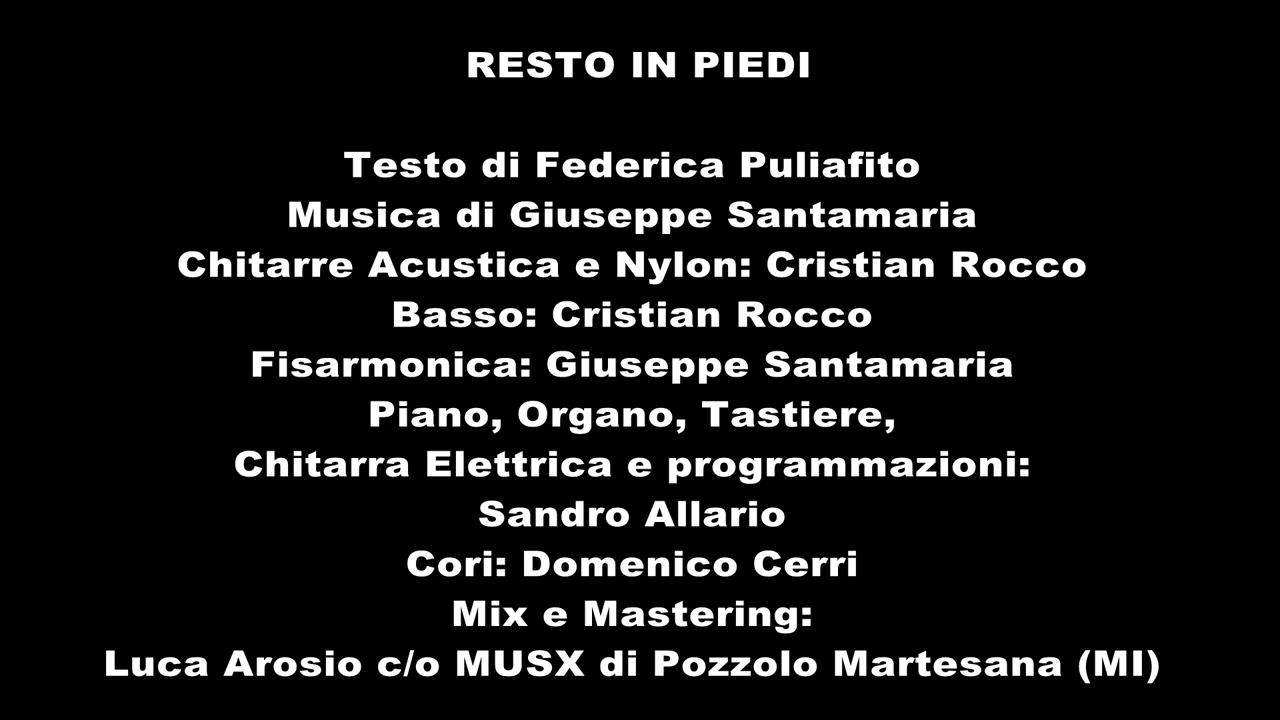 RESTO IN PIEDI
Testo di Federica Puliafito
Musica di Giuseppe Santamaria
Chitarre Acustica e Nylon: Cristian Rocco
Basso: Cristian Rocco
Fisarmonica: Giuseppe Santamaria
Piano, Organo, Tastiere,
Chitarra Elettrica e programmazioni:
Sandro Allario
Cori: Domenico Cerri
Mix e Mastering:
Luca Arosio c/o MUSX di Pozzolo Martesana (MI)